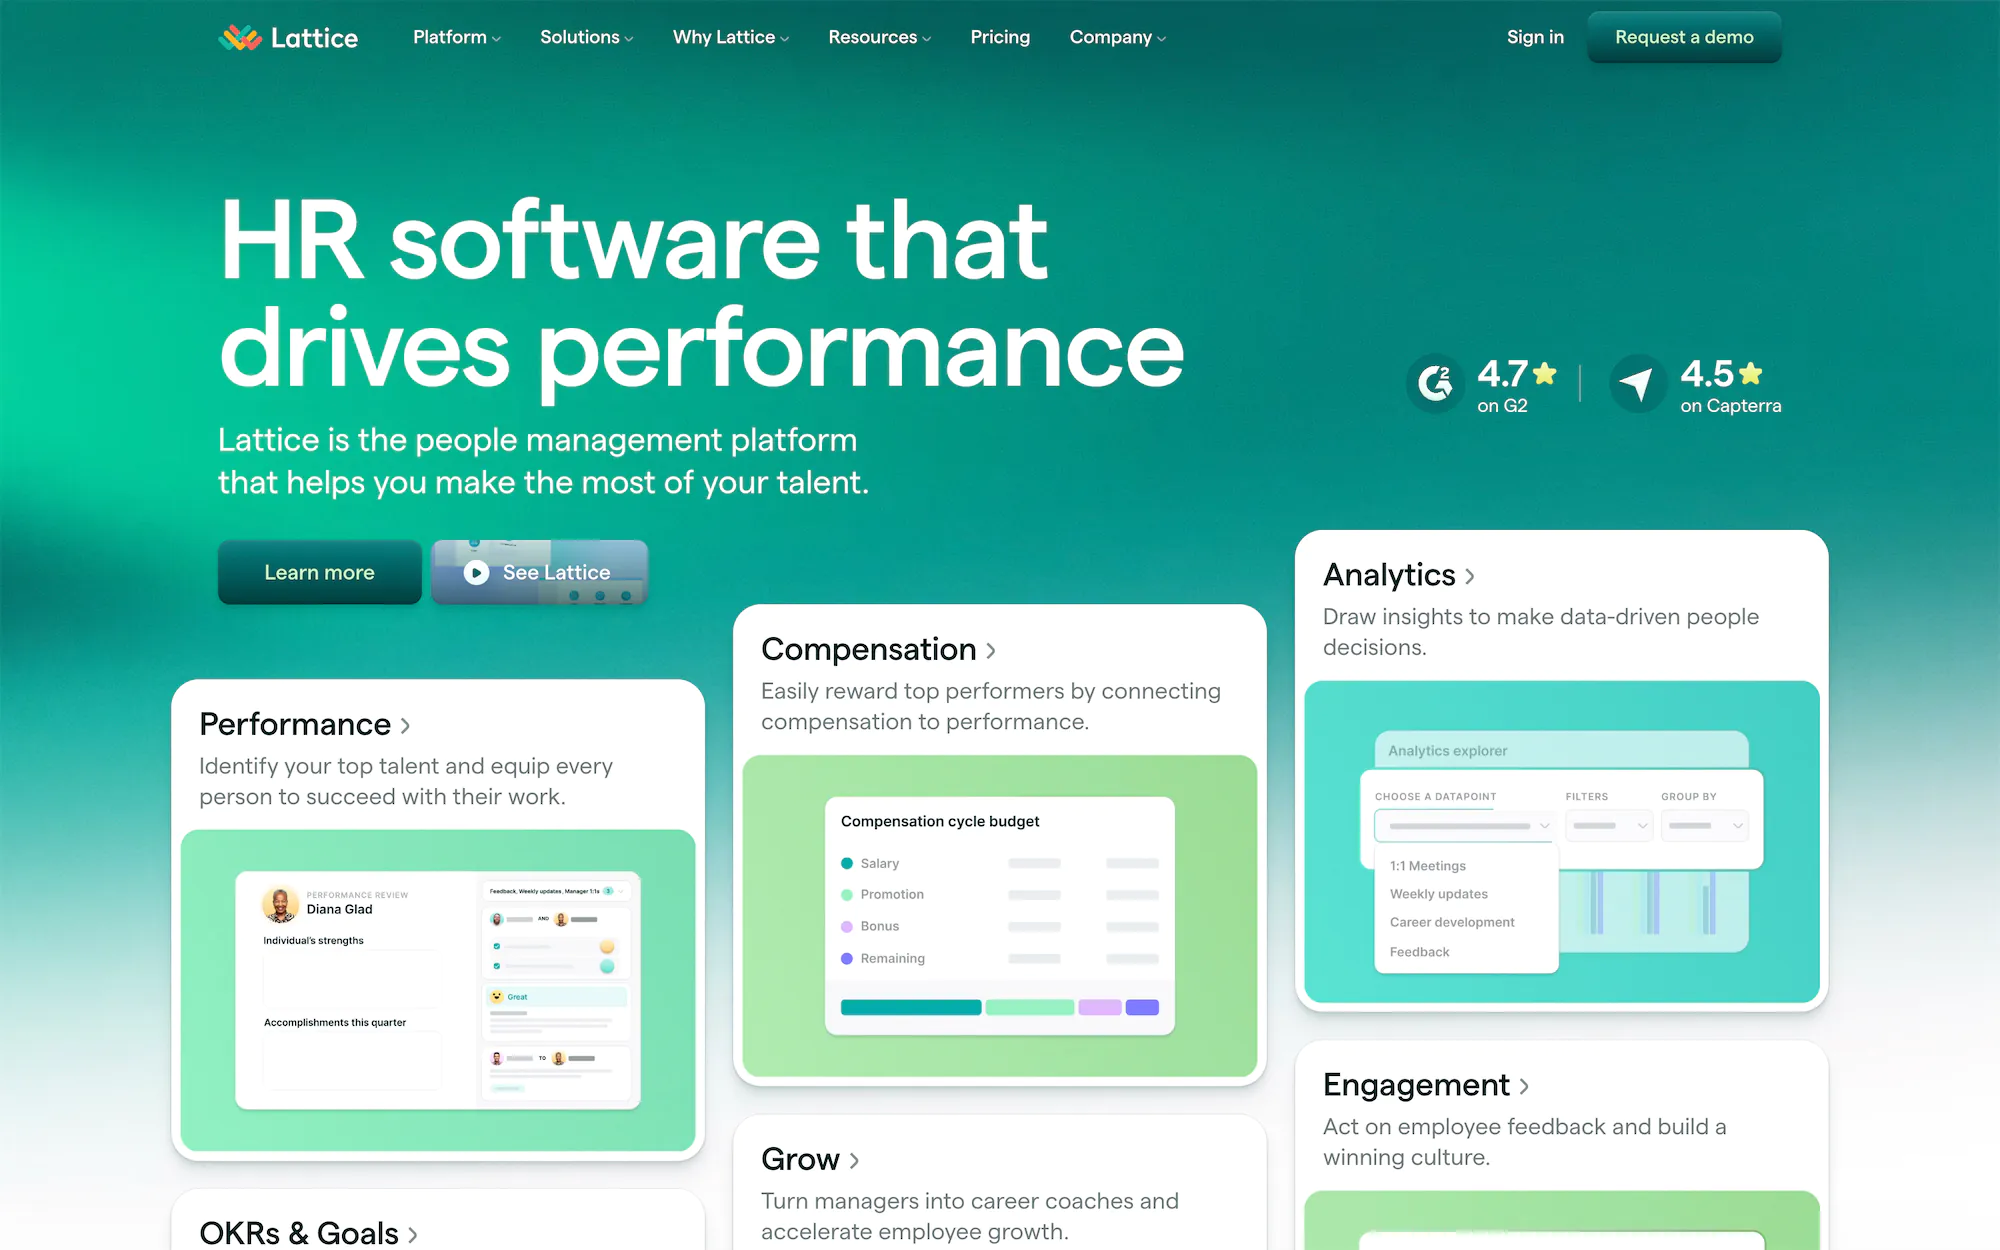 Lattice
Platform
Solutions
Why Lattice
Resources
Pricing
Company
Sign in
Request a demo
HR software that
drives performance
Lattice is the people management platform
that helps you make the most of your talent.
4.7
on G2
4.5
on Capterra
Learn more
See Lattice
Performance
Identify your top talent and equip every
person to succeed with their work.
PERFORMANCE REVIEW
Diana Glad
Individual's strengths
Accomplishments this quarter
Feedback, Weekly updates, Manager 1:1s 3
AND
Great
TO
OKRs & Goals
Compensation
Easily reward top performers by connecting
compensation to performance.
Compensation cycle budget
Salary
Promotion
Bonus
Remaining
Grow
Turn managers into career coaches and
accelerate employee growth.
Analytics
Draw insights to make data-driven people
decisions.
Analytics explorer
CHOOSE A DATAPOINT
FILTERS
GROUP BY
1:1 Meetings
Weekly updates
Career development
Feedback
Engagement
Act on employee feedback and build a
winning culture.